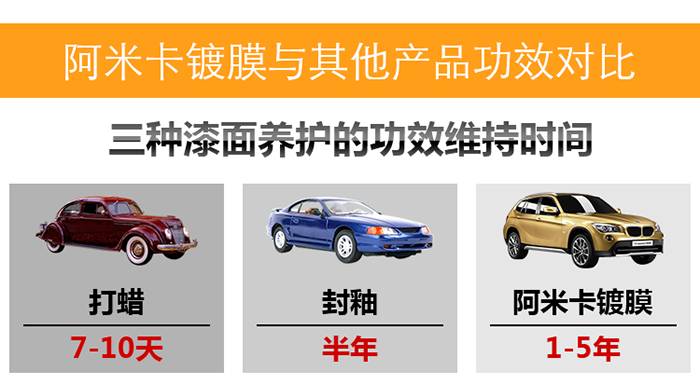 阿米卡镀膜与其他产品功效对比
三种漆面养护的功效维持时间
打蜡
7-10天
封釉
半年
阿米卡镀膜
1-5年